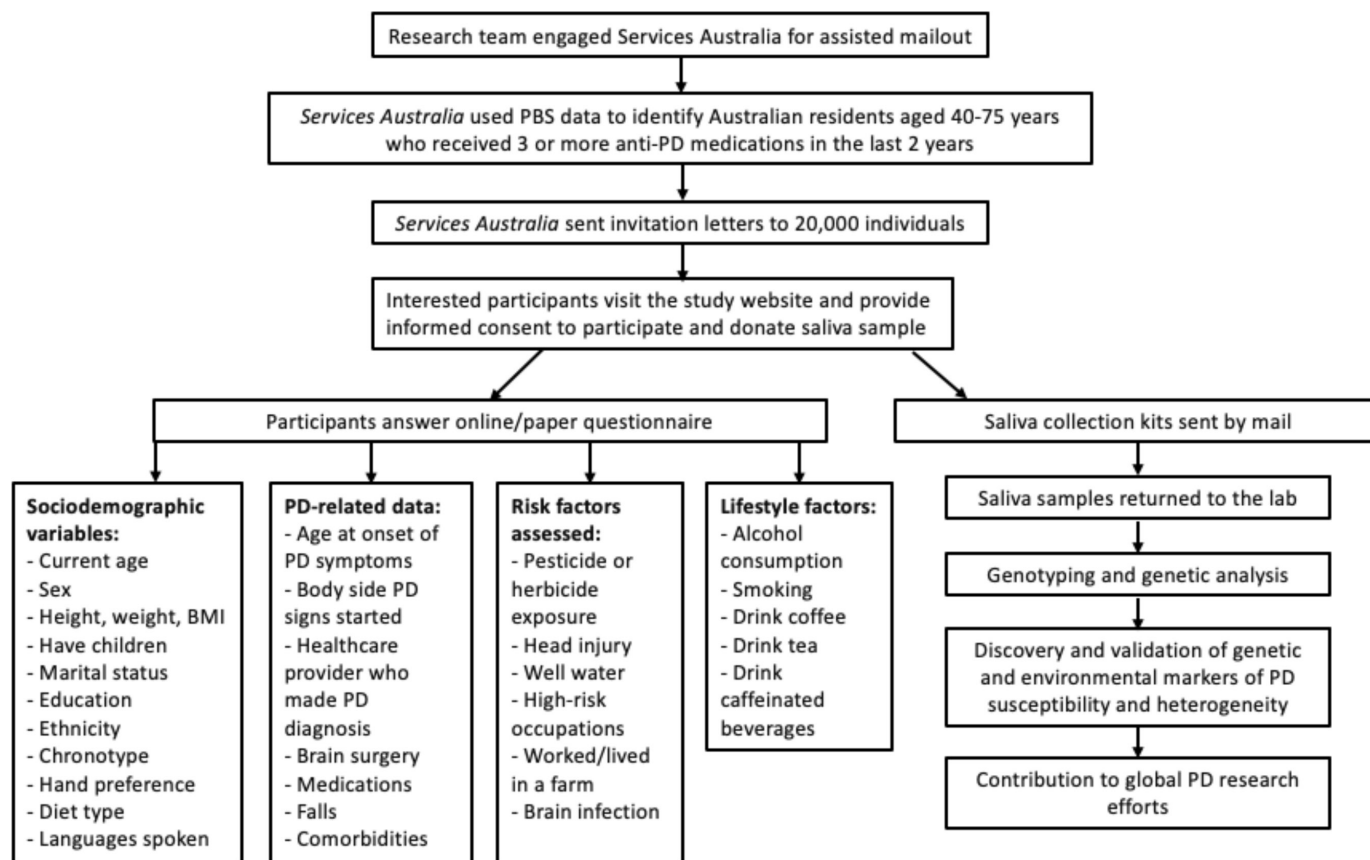 Research team engaged Services Australia for assisted mailout
Services Australia used PBS data to identify Australian residents aged 40-75 years
who received 3 or more anti-PD medications in the last 2 years
Services Australia sent invitation letters to 20,000 individuals
Interested participants visit the study website and provide
informed consent to participate and donate saliva sample
Participants answer online/paper questionnaire
Sociodemographic
variables:
- Current age
- Sex
- Height, weight, BMI
- Have children
- Marital status
- Education
- Ethnicity
- Chronotype
- Hand preference
- Diet type
- Languages spoken
PD-related data:
- Age at onset of
PD symptoms
- Body side PD
signs started
- Healthcare
provider who
made PD
diagnosis
- Brain surgery
- Medications
- Falls
- Comorbidities
Risk factors
assessed:
- Pesticide or
herbicide
exposure
- Head injury
- Well water
- High-risk
occupations
- Worked/lived
in a farm
- Brain infection
Lifestyle factors:
- Alcohol
consumption
- Smoking
- Drink coffee
- Drink tea
- Drink
caffeinated
beverages
Saliva collection kits sent by mail
Saliva samples returned to the lab
Genotyping and genetic analysis
Discovery and validation of genetic
and environmental markers of PD
susceptibility and heterogeneity
Contribution to global PD research
efforts